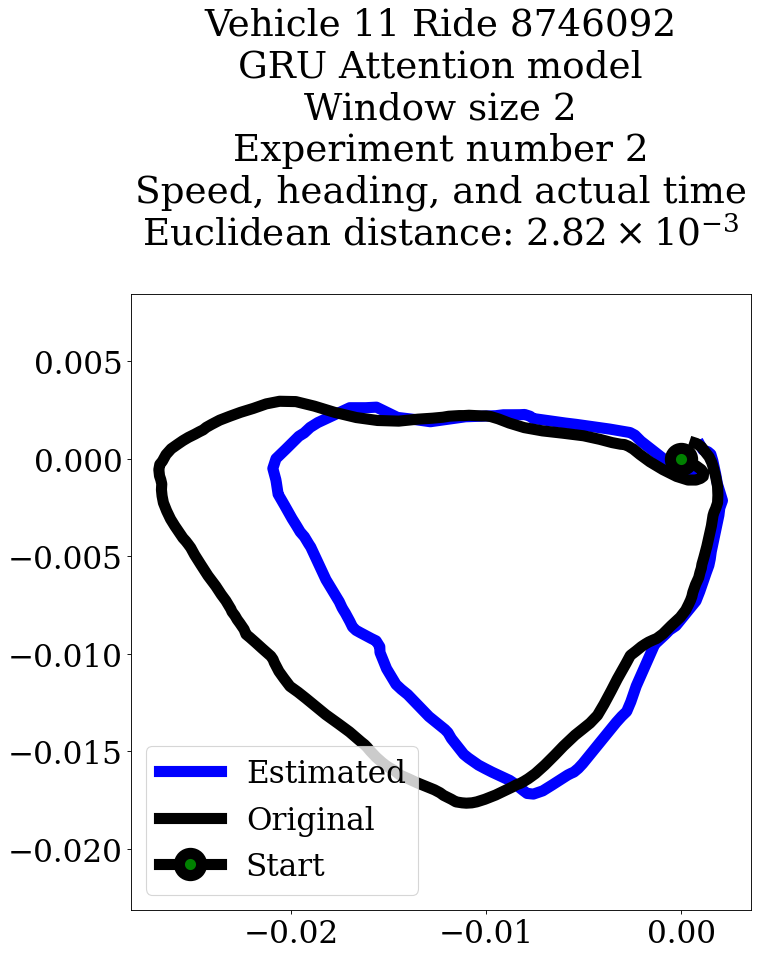 Vehicle 11 Ride 8746092
GRU Attention model
Window size 2
Experiment number 2
Speed, heading, and actual time
Euclidean distance: 2.82 × 10⁻³
0.005
0.000
−0.005
−0.010
−0.015
−0.020
Estimated
Original
Start
−0.02
−0.01
0.00